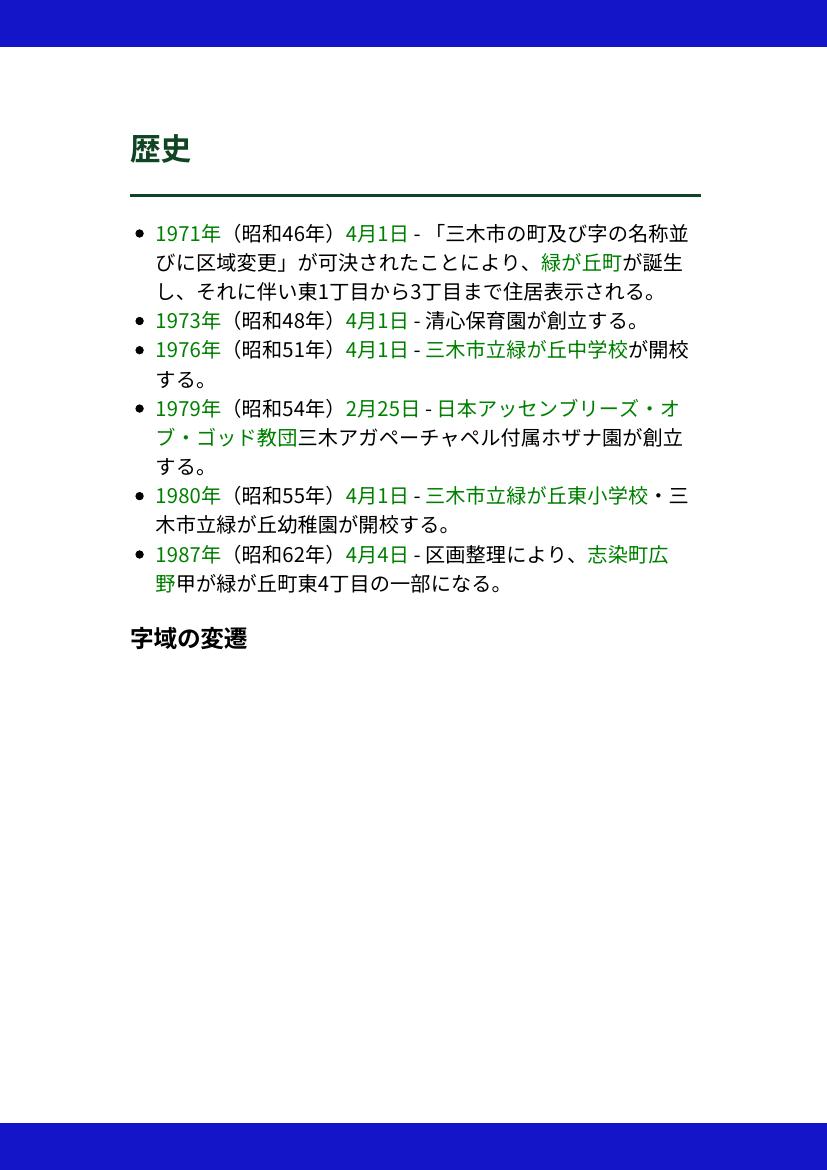 歴史
1971年（昭和46年）4月1日 - 「三木市の町及び字の名称並
びに区域変更」が可決されたことにより、緑が丘町が誕生
し、それに伴い東1丁目から3丁目まで住居表示される。
1973年（昭和48年）4月1日 - 清心保育園が創立する。
1976年（昭和51年）4月1日 - 三木市立緑が丘中学校が開校
する。
1979年（昭和54年）2月25日 - 日本アッセンブリーズ・オ
ブ・ゴッド教団三木アガペーチャペル付属ホザナ園が創立
する。
1980年（昭和55年）4月1日 - 三木市立緑が丘東小学校・三
木市立緑が丘幼稚園が開校する。
1987年（昭和62年）4月4日 - 区画整理により、志染町広
野甲が緑が丘町東4丁目の一部になる。
字域の変遷